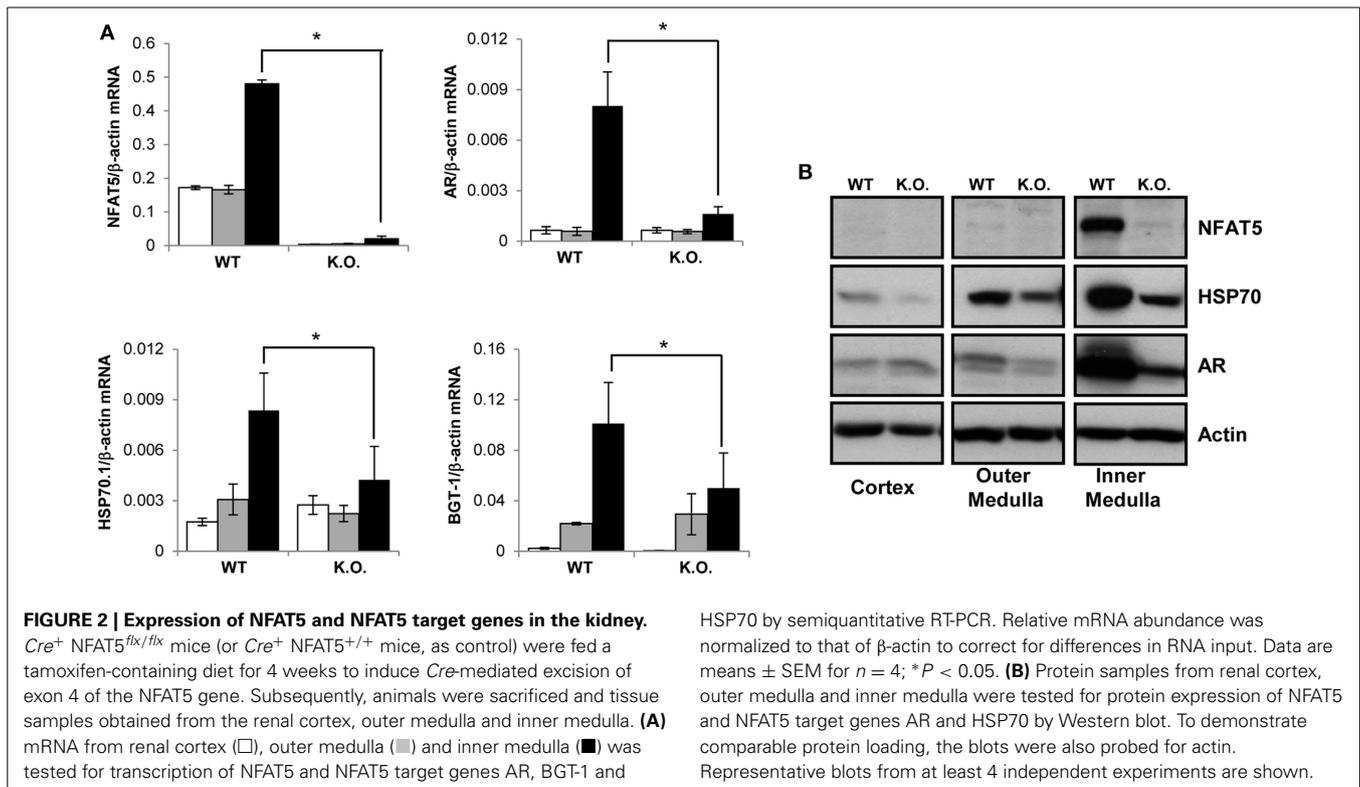 A
NFAT5/β-actin mRNA
0.6
0.5
0.4
0.3
0.2
0.1
0
*
WT K.O.
AR/β-actin mRNA
0.012
0.009
0.006
0.003
0
*
WT K.O.
HSP70.1/β-actin mRNA
0.012
0.009
0.006
0.003
0
*
WT K.O.
BGT-1/β-actin mRNA
0.16
0.12
0.08
0.04
0
*
WT K.O.
B
WT K.O. WT K.O. WT K.O.
NFAT5
HSP70
AR
Actin
Cortex
Outer
Medulla
Inner
Medulla
FIGURE 2 | Expression of NFAT5 and NFAT5 target genes in the kidney.
Cre+ NFAT5flx/flx mice (or Cre+ NFAT5+/+ mice, as control) were fed a
tamoxifen-containing diet for 4 weeks to induce Cre-mediated excision of
exon 4 of the NFAT5 gene. Subsequently, animals were sacrificed and tissue
samples obtained from the renal cortex, outer medulla and inner medulla. (A)
mRNA from renal cortex (□), outer medulla (■) and inner medulla (■) was
tested for transcription of NFAT5 and NFAT5 target genes AR, BGT-1 and
HSP70 by semiquantitative RT-PCR. Relative mRNA abundance was
normalized to that of β-actin to correct for differences in RNA input. Data are
means ± SEM for n = 4; *P < 0.05. (B) Protein samples from renal cortex,
outer medulla and inner medulla were tested for protein expression of NFAT5
and NFAT5 target genes AR and HSP70 by Western blot. To demonstrate
comparable protein loading, the blots were also probed for actin.
Representative blots from at least 4 independent experiments are shown.